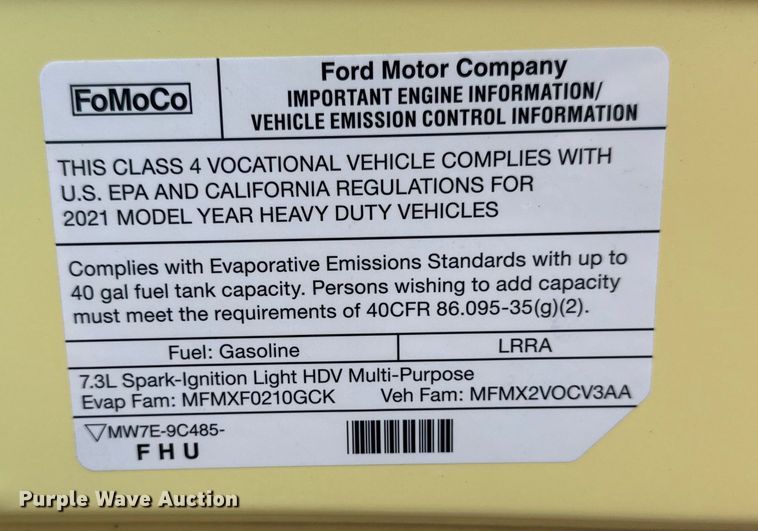 FoMoCo
Ford Motor Company
IMPORTANT ENGINE INFORMATION/
VEHICLE EMISSION CONTROL INFORMATION
THIS CLASS 4 VOCATIONAL VEHICLE COMPLIES WITH
U.S. EPA AND CALIFORNIA REGULATIONS FOR
2021 MODEL YEAR HEAVY DUTY VEHICLES
Complies with Evaporative Emissions Standards with up to
40 gal fuel tank capacity. Persons wishing to add capacity
must meet the requirements of 40CFR 86.095-35(g)(2).
Fuel: Gasoline LRRA
7.3L Spark-Ignition Light HDV Multi-Purpose
Evap Fam: MFMXF0210GCK Veh Fam: MFMX2VOCV3AA
MW7E-9C485-
FHU
Purple Wave Auction